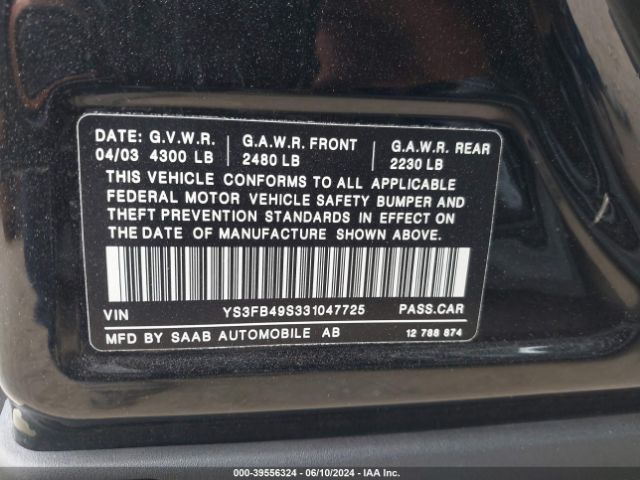 DATE: G.V.W.R. G.A.W.R. FRONT G.A.W.R. REAR
04/03 4300 LB 2480 LB 2230 LB
THIS VEHICLE CONFORMS TO ALL APPLICABLE
FEDERAL MOTOR VEHICLE SAFETY BUMPER AND
THEFT PREVENTION STANDARDS IN EFFECT ON
THE DATE OF MANUFACTURE SHOWN ABOVE.
VIN YS3FB49S331047725 PASS.CAR
MFD BY SAAB AUTOMOBILE AB 12 788 874
000-39556324 - 06/10/2024 - IAA Inc.